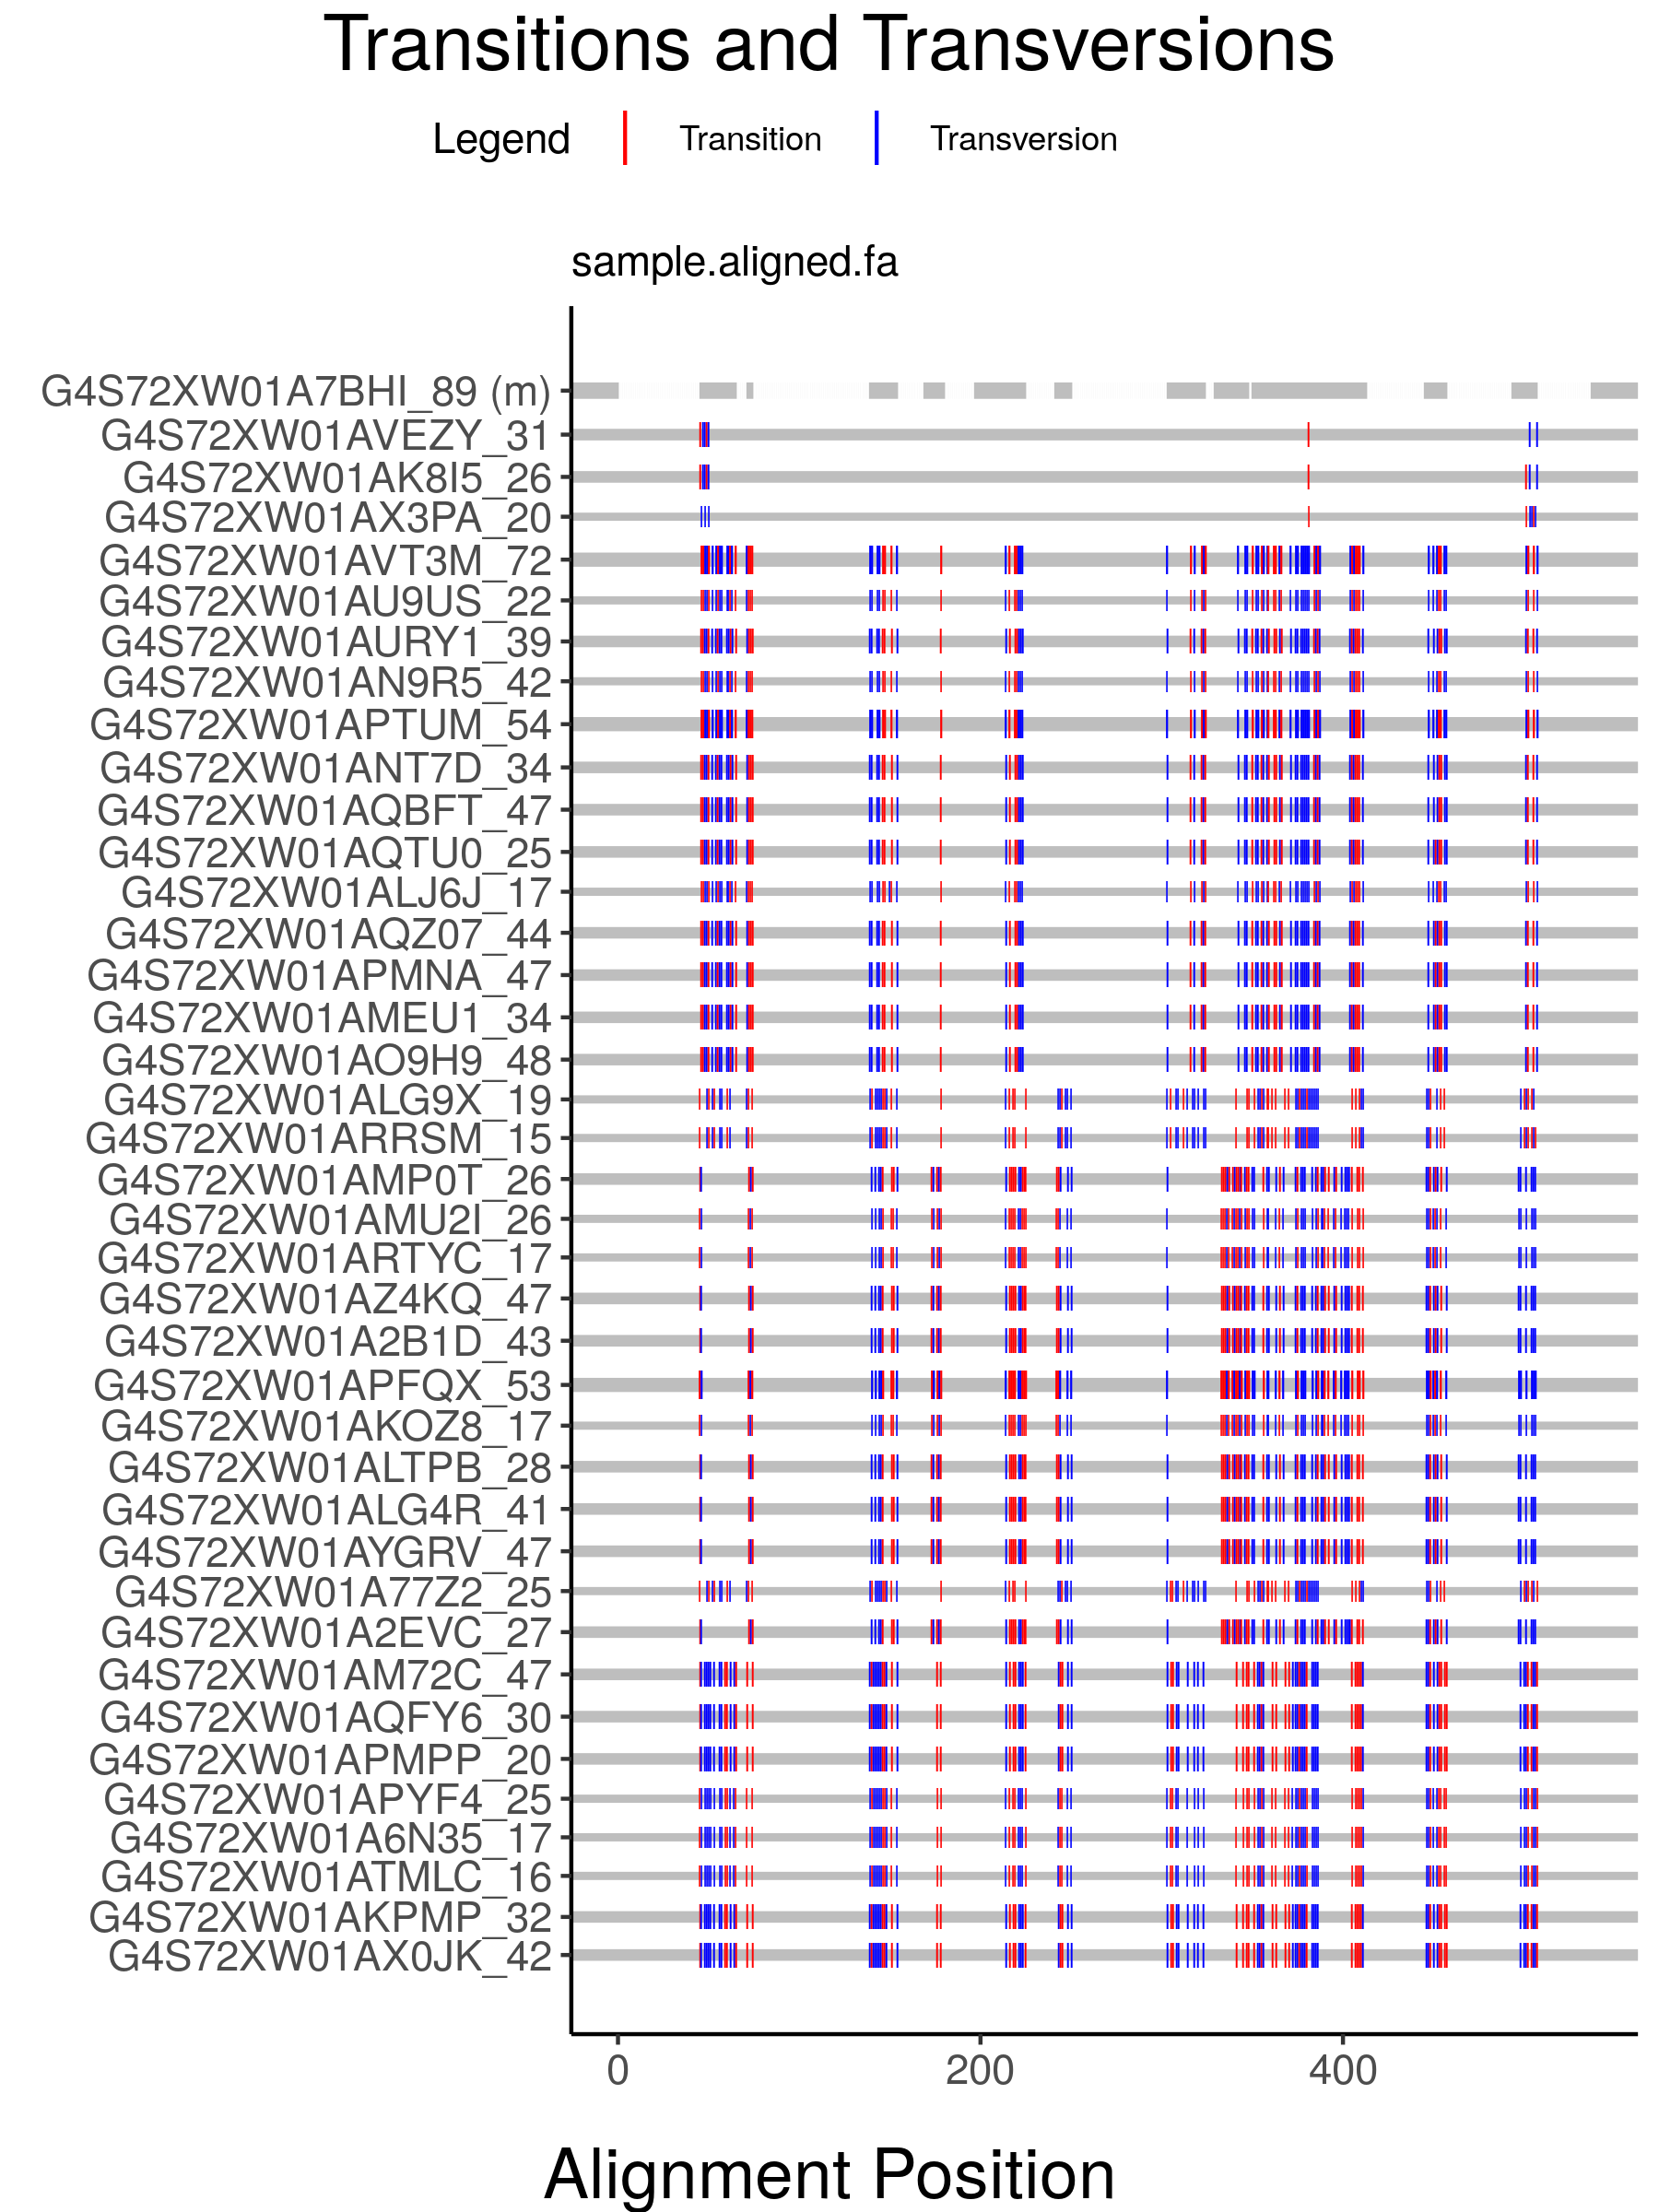 Transitions and Transversions
Legend Transition Transversion
sample.aligned.fa
G4S72XW01A7BHI_89 (m)
G4S72XW01AVEZY_31
G4S72XW01AK8I5_26
G4S72XW01AX3PA_20
G4S72XW01AVT3M_72
G4S72XW01AU9US_22
G4S72XW01AURY1_39
G4S72XW01AN9R5_42
G4S72XW01APTUM_54
G4S72XW01ANT7D_34
G4S72XW01AQBFT_47
G4S72XW01AQTU0_25
G4S72XW01ALJ6J_17
G4S72XW01AQZ07_44
G4S72XW01APMNA_47
G4S72XW01AMEU1_34
G4S72XW01AO9H9_48
G4S72XW01ALG9X_19
G4S72XW01ARRSM_15
G4S72XW01AMP0T_26
G4S72XW01AMU2I_26
G4S72XW01ARTYC_17
G4S72XW01AZ4KQ_47
G4S72XW01A2B1D_43
G4S72XW01APFQX_53
G4S72XW01AKOZ8_17
G4S72XW01ALTPB_28
G4S72XW01ALG4R_41
G4S72XW01AYGRV_47
G4S72XW01A77Z2_25
G4S72XW01A2EVC_27
G4S72XW01AM72C_47
G4S72XW01AQFY6_30
G4S72XW01APMPP_20
G4S72XW01APYF4_25
G4S72XW01A6N35_17
G4S72XW01ATMLC_16
G4S72XW01AKPMP_32
G4S72XW01AX0JK_42
0 200 400
Alignment Position